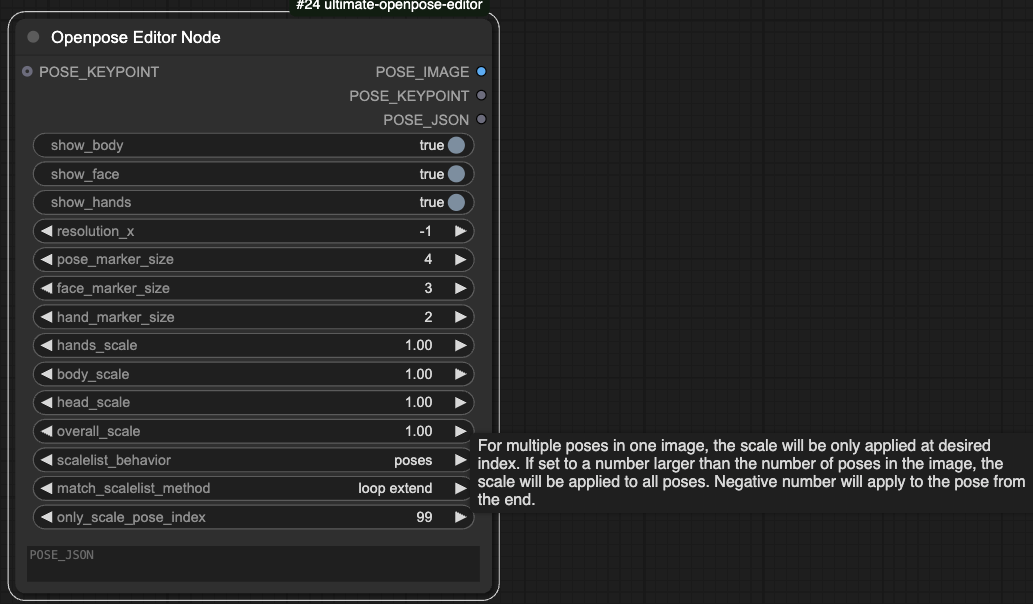 #24 ultimate-openpose-editor
Openpose Editor Node
POSE_KEYPOINT
POSE_IMAGE
POSE_KEYPOINT
POSE_JSON
show_body true
show_face true
show_hands true
resolution_x -1
pose_marker_size 4
face_marker_size 3
hand_marker_size 2
hands_scale 1.00
body_scale 1.00
head_scale 1.00
overall_scale 1.00
scalelist_behavior poses
match_scalelist_method loop extend
only_scale_pose_index 99
For multiple poses in one image, the scale will be only applied at desired
index. If set to a number larger than the number of poses in the image, the
scale will be applied to all poses. Negative number will apply to the pose from
the end.
POSE_JSON